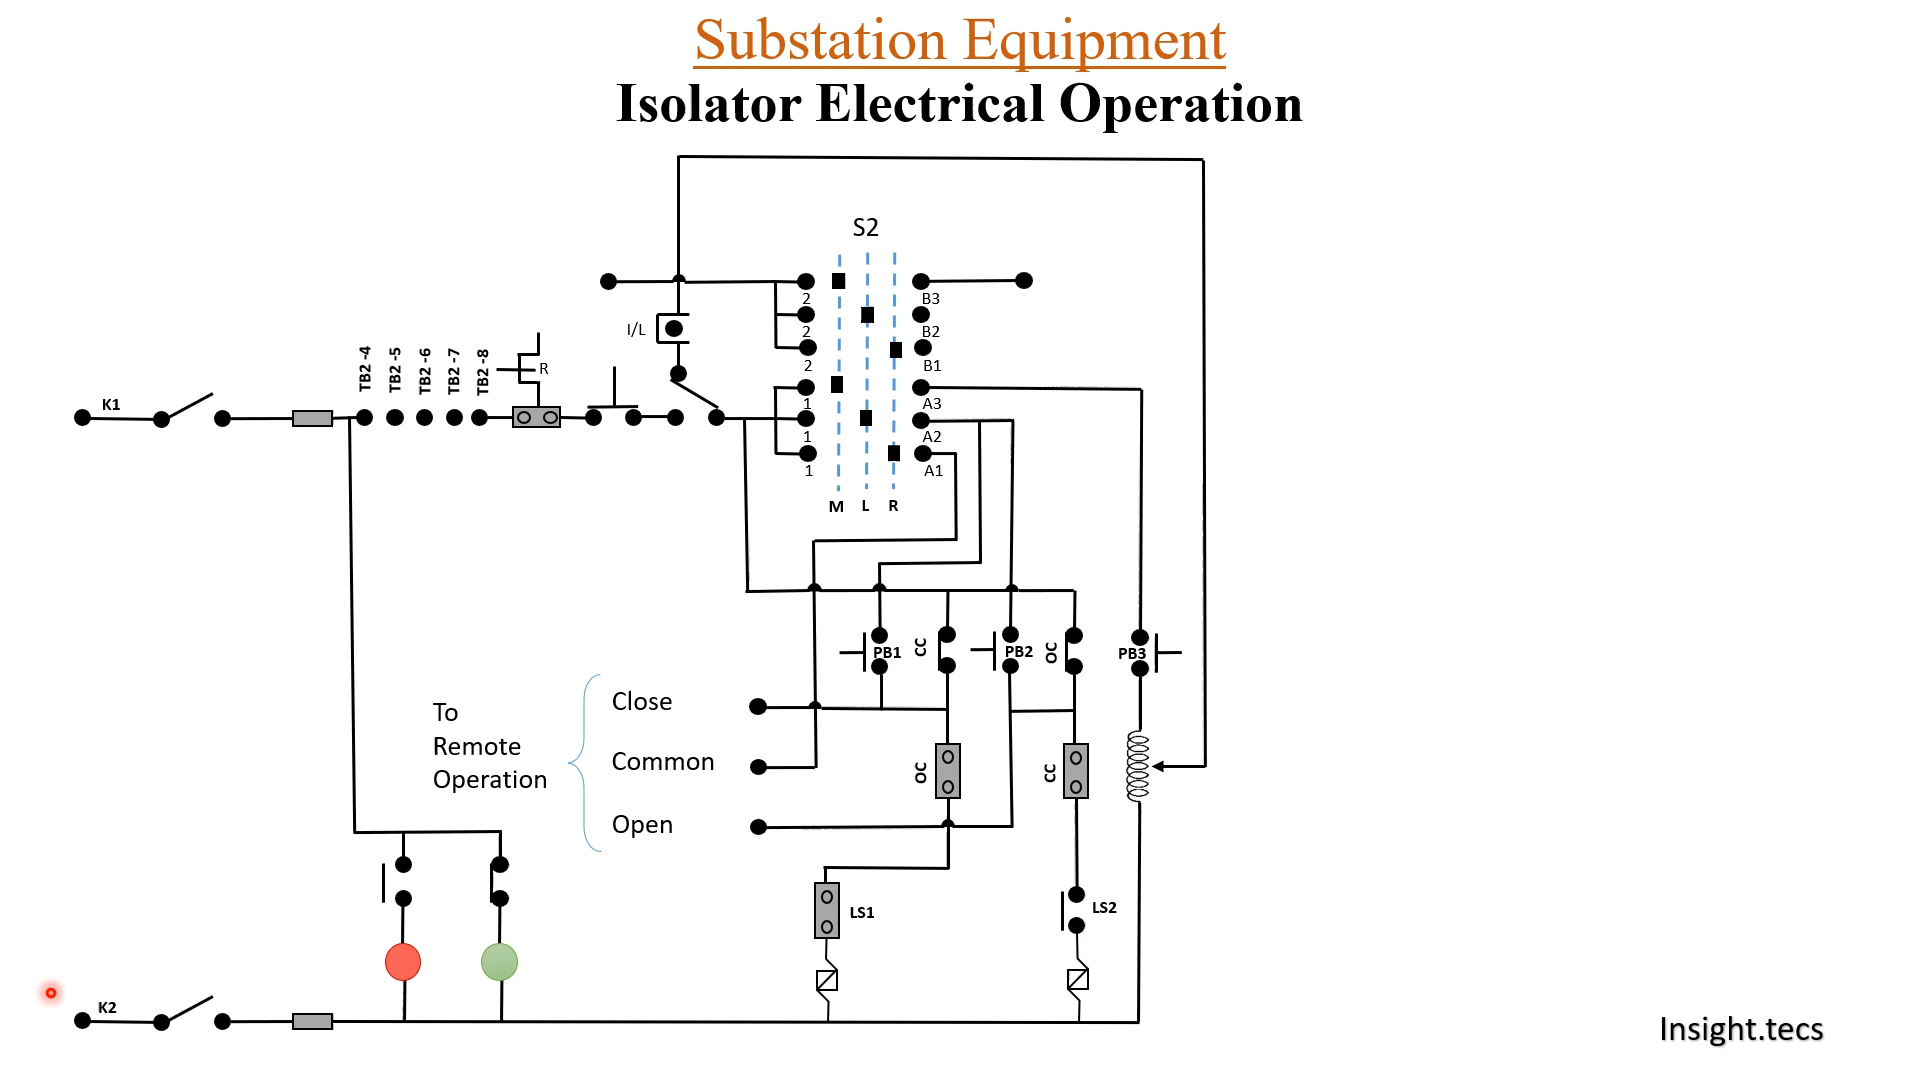 Substation Equipment
Isolator Electrical Operation
S2
2
B3
I/L
2
B2
2
B1
TB2 -4
TB2 -5
TB2 -6
TB2 -7
TB2 -8
R
K1
1
A3
1
A2
1
A1
M L R
PB1
CC
PB2
OC
PB3
To
Remote
Operation
Close
Common
Open
OC
CC
LS1
LS2
K2
Insight.tecs